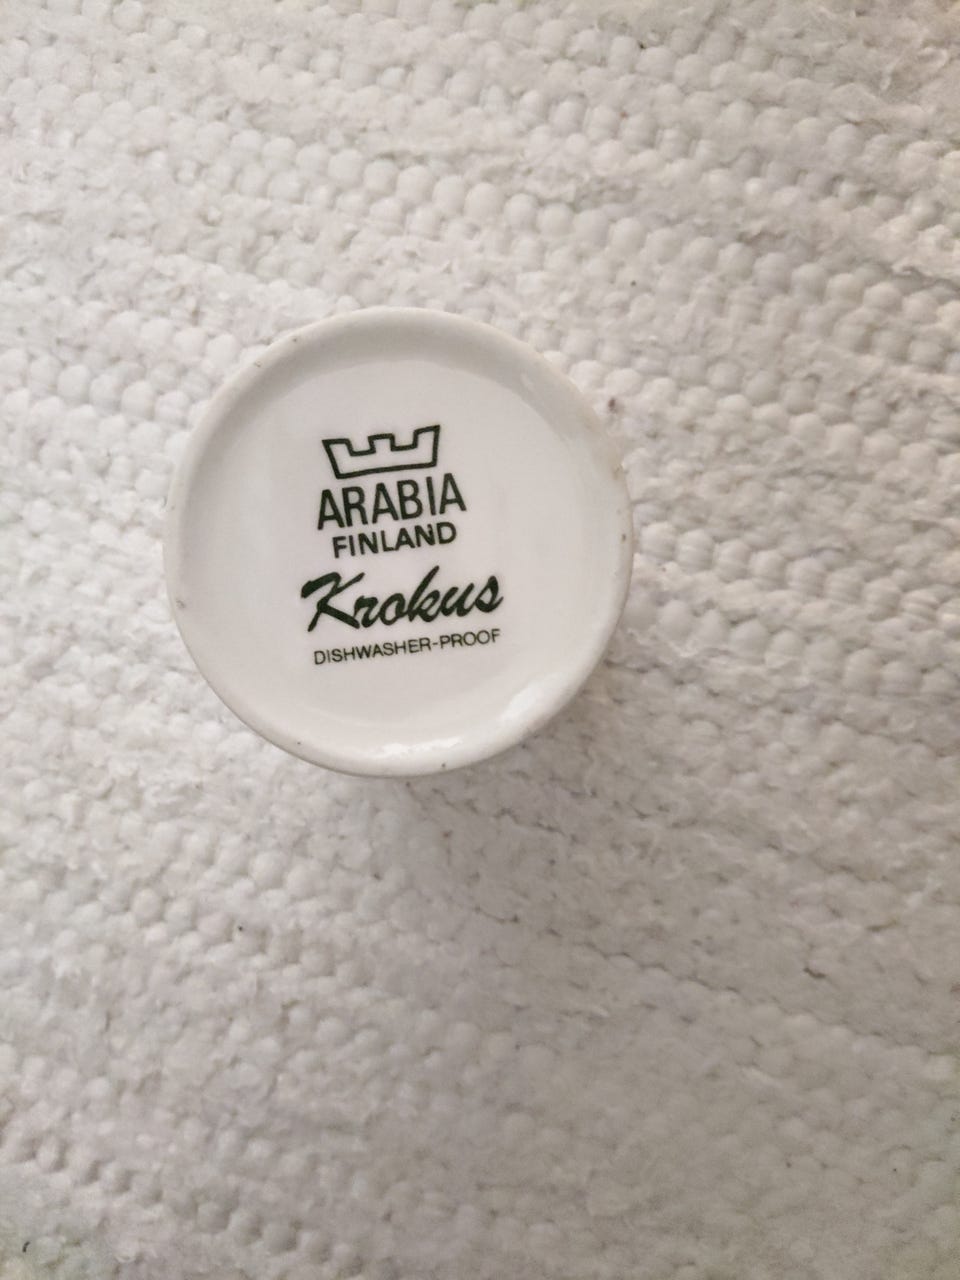 ARABIA
FINLAND
Krokus
DISHWASHER-PROOF